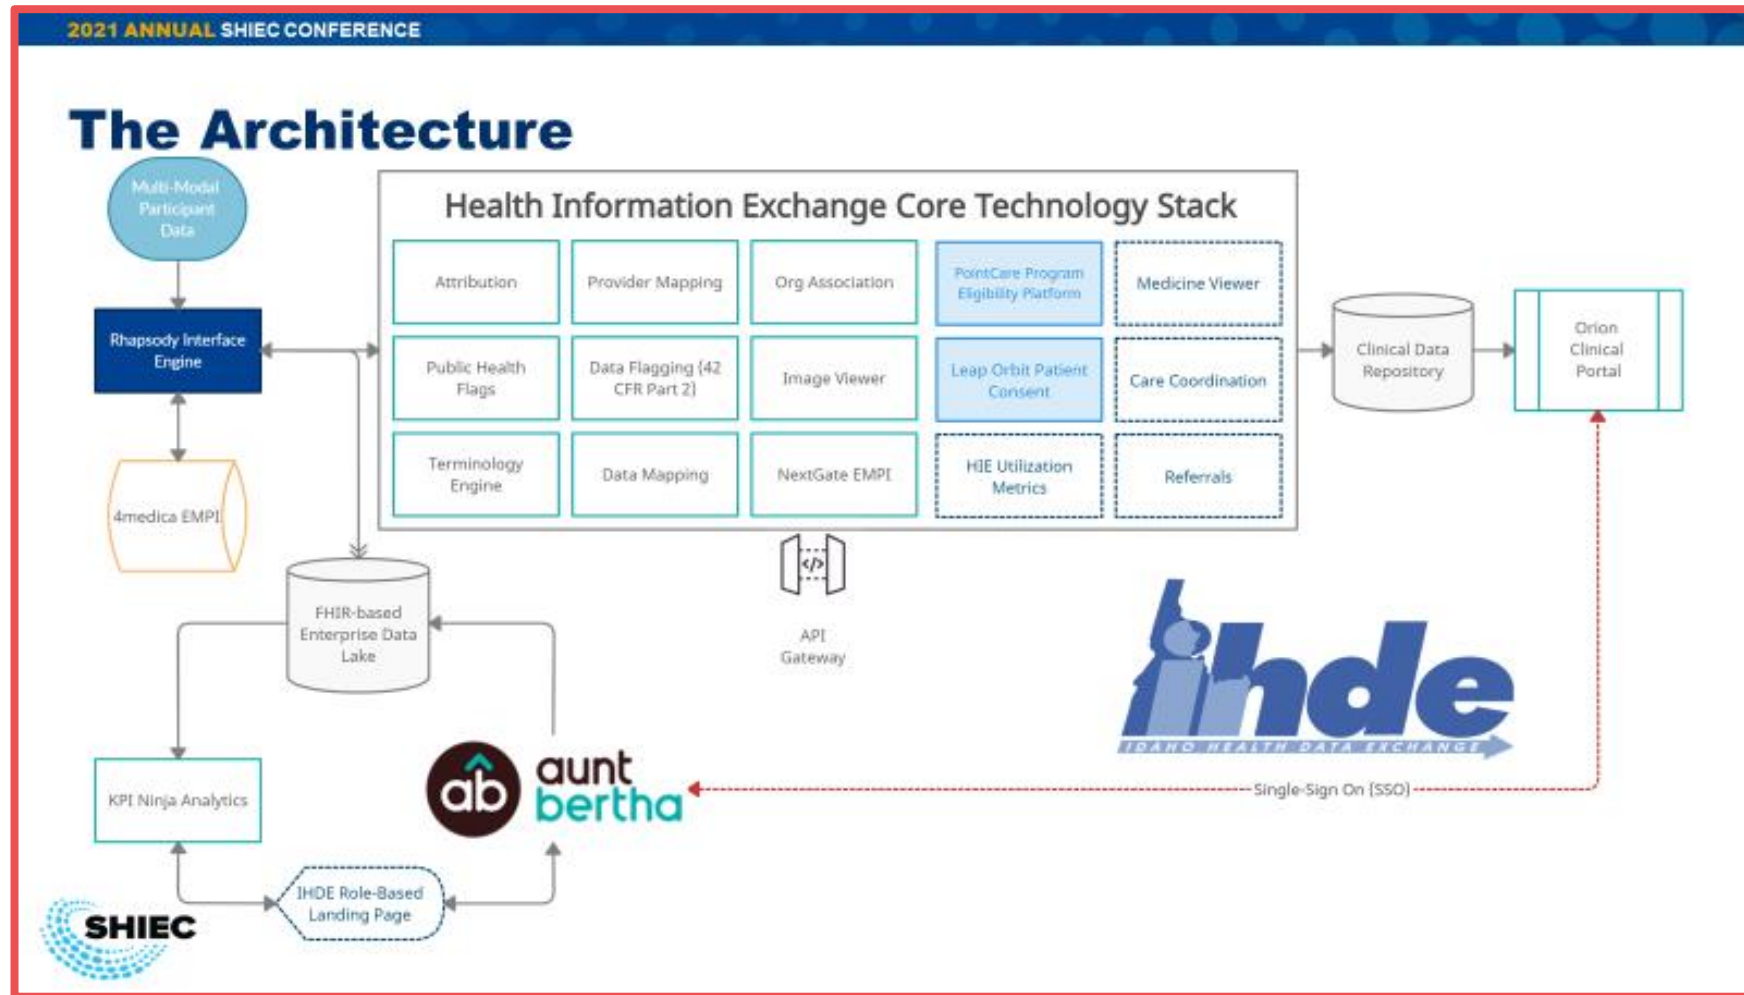 2021 ANNUAL SHIEC CONFERENCE
The Architecture
Multi-Modal
Participant
Data
Rhapsody Interface
Engine
4medica EMPI
Health Information Exchange Core Technology Stack
Attribution
Provider Mapping
Org Association
PointCare Program
Eligibility Platform
Medicine Viewer
Public Health
Flags
Data Flagging (42
CFR Part 2)
Image Viewer
Leap Orbit Patient
Consent
Care Coordination
Terminology
Engine
Data Mapping
NextGate EMPI
HIE Utilization
Metrics
Referrals
Clinical Data
Repository
Orion
Clinical
Portal
</>
API
Gateway
FHIR-based
Enterprise Data
Lake
KPI Ninja Analytics
ab
aunt
bertha
IHDE Role-Based
Landing Page
ihde
IDAHO HEALTH DATA EXCHANGE
Single-Sign On (SSO)
SHIEC